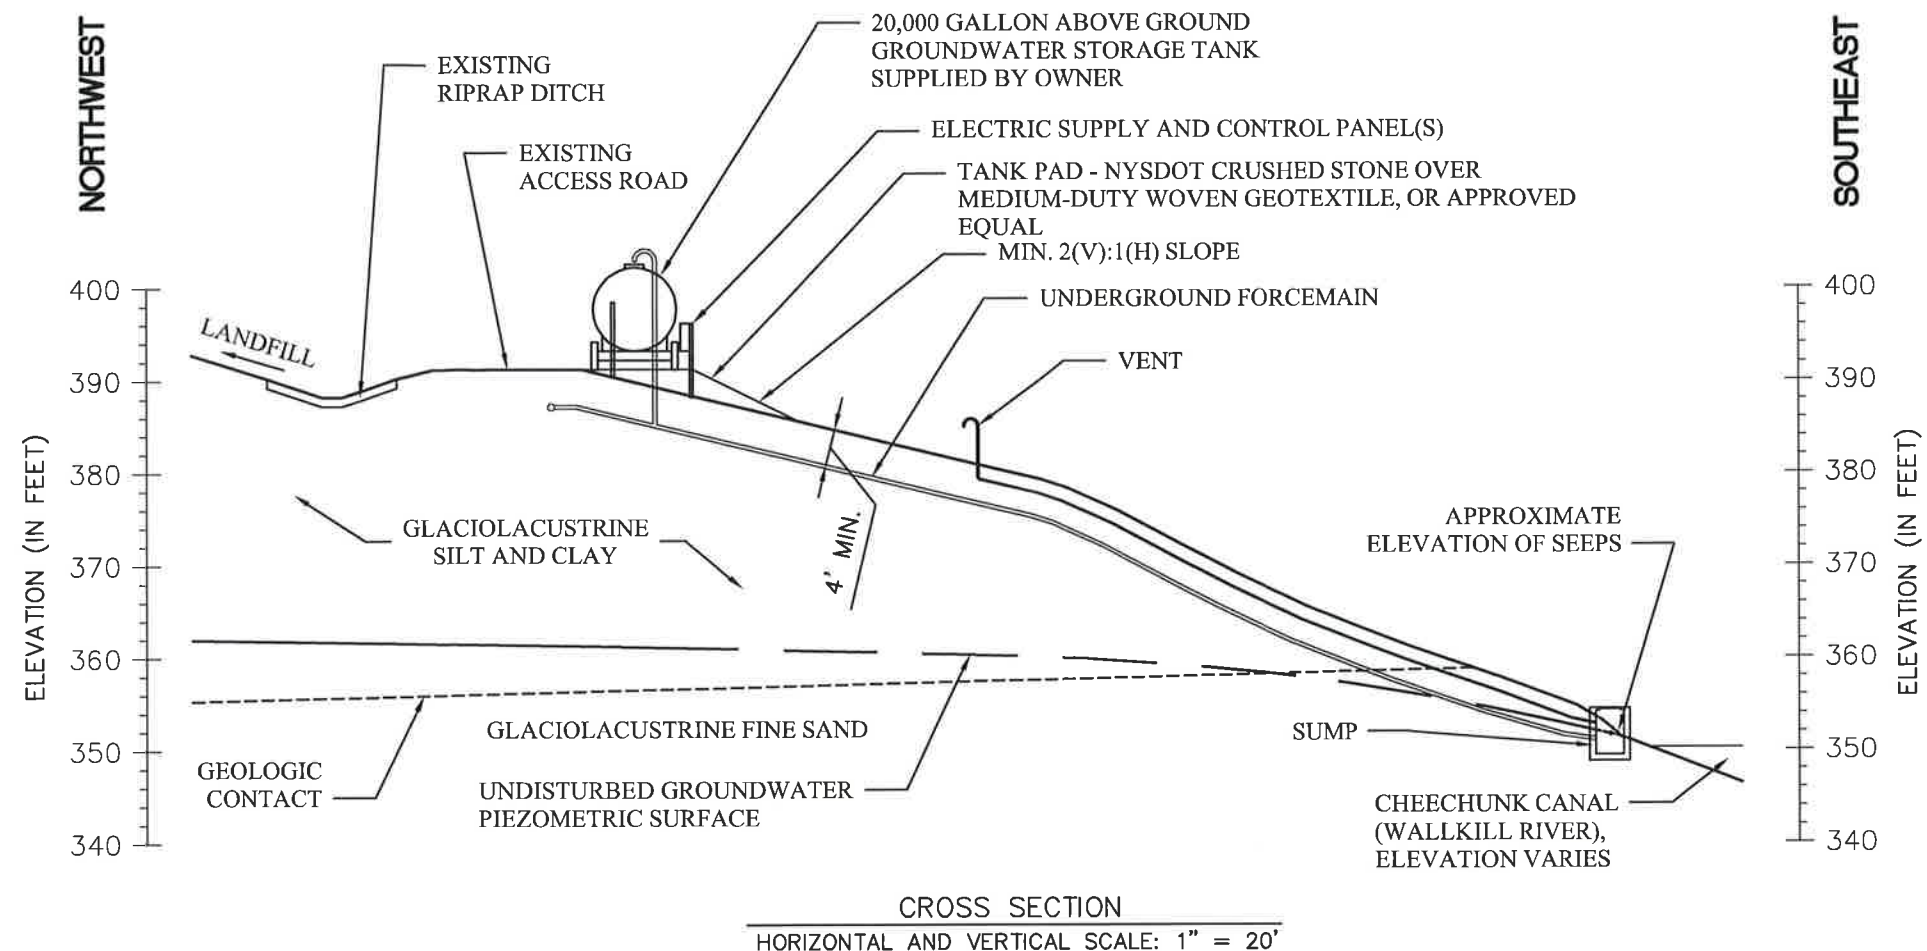 NORTHWEST
SOUTHEAST
20,000 GALLON ABOVE GROUND
GROUNDWATER STORAGE TANK
SUPPLIED BY OWNER
EXISTING
RIPRAP DITCH
ELECTRIC SUPPLY AND CONTROL PANEL(S)
EXISTING
ACCESS ROAD
TANK PAD - NYSDOT CRUSHED STONE OVER
MEDIUM-DUTY WOVEN GEOTEXTILE, OR APPROVED
EQUAL
MIN. 2(V):1(H) SLOPE
UNDERGROUND FORCEMAIN
VENT
LANDFILL
ELEVATION (IN FEET)
400
390
380
370
360
350
340
400
390
380
370
360
350
340
ELEVATION (IN FEET)
GLACIOLACUSTRINE
SILT AND CLAY
4' MIN.
APPROXIMATE
ELEVATION OF SEEPS
GLACIOLACUSTRINE FINE SAND
SUMP
GEOLOGIC
CONTACT
UNDISTURBED GROUNDWATER
PIEZOMETRIC SURFACE
CHEECHUNK CANAL
(WALLKILL RIVER),
ELEVATION VARIES
CROSS SECTION
HORIZONTAL AND VERTICAL SCALE: 1" = 20'